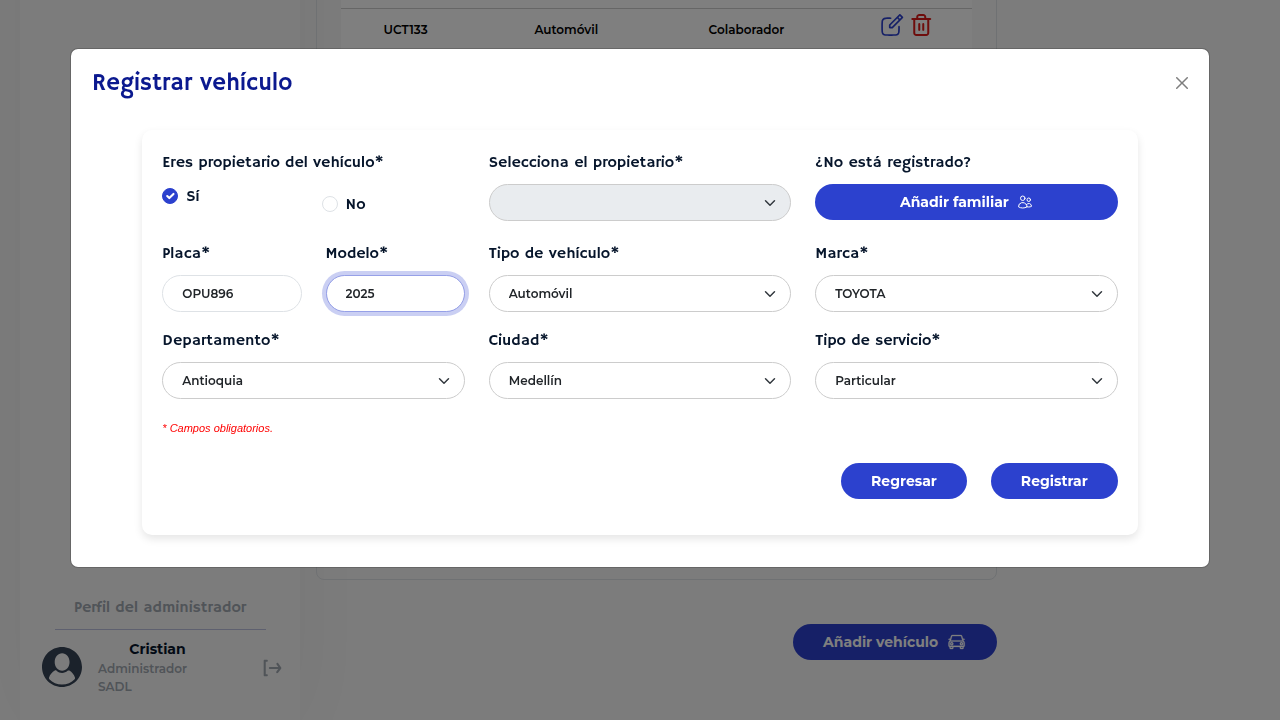 UCT133 Automóvil Colaborador
Registrar vehículo
Eres propietario del vehículo* Selecciona el propietario* ¿No está registrado?
Sí No Añadir familiar
Placa* Modelo* Tipo de vehículo* Marca*
OPU896 2025 Automóvil TOYOTA
Departamento* Ciudad* Tipo de servicio*
Antioquia Medellín Particular
* Campos obligatorios.
Regresar Registrar
Perfil del administrador
Cristian
Administrador
SADL
Añadir vehículo